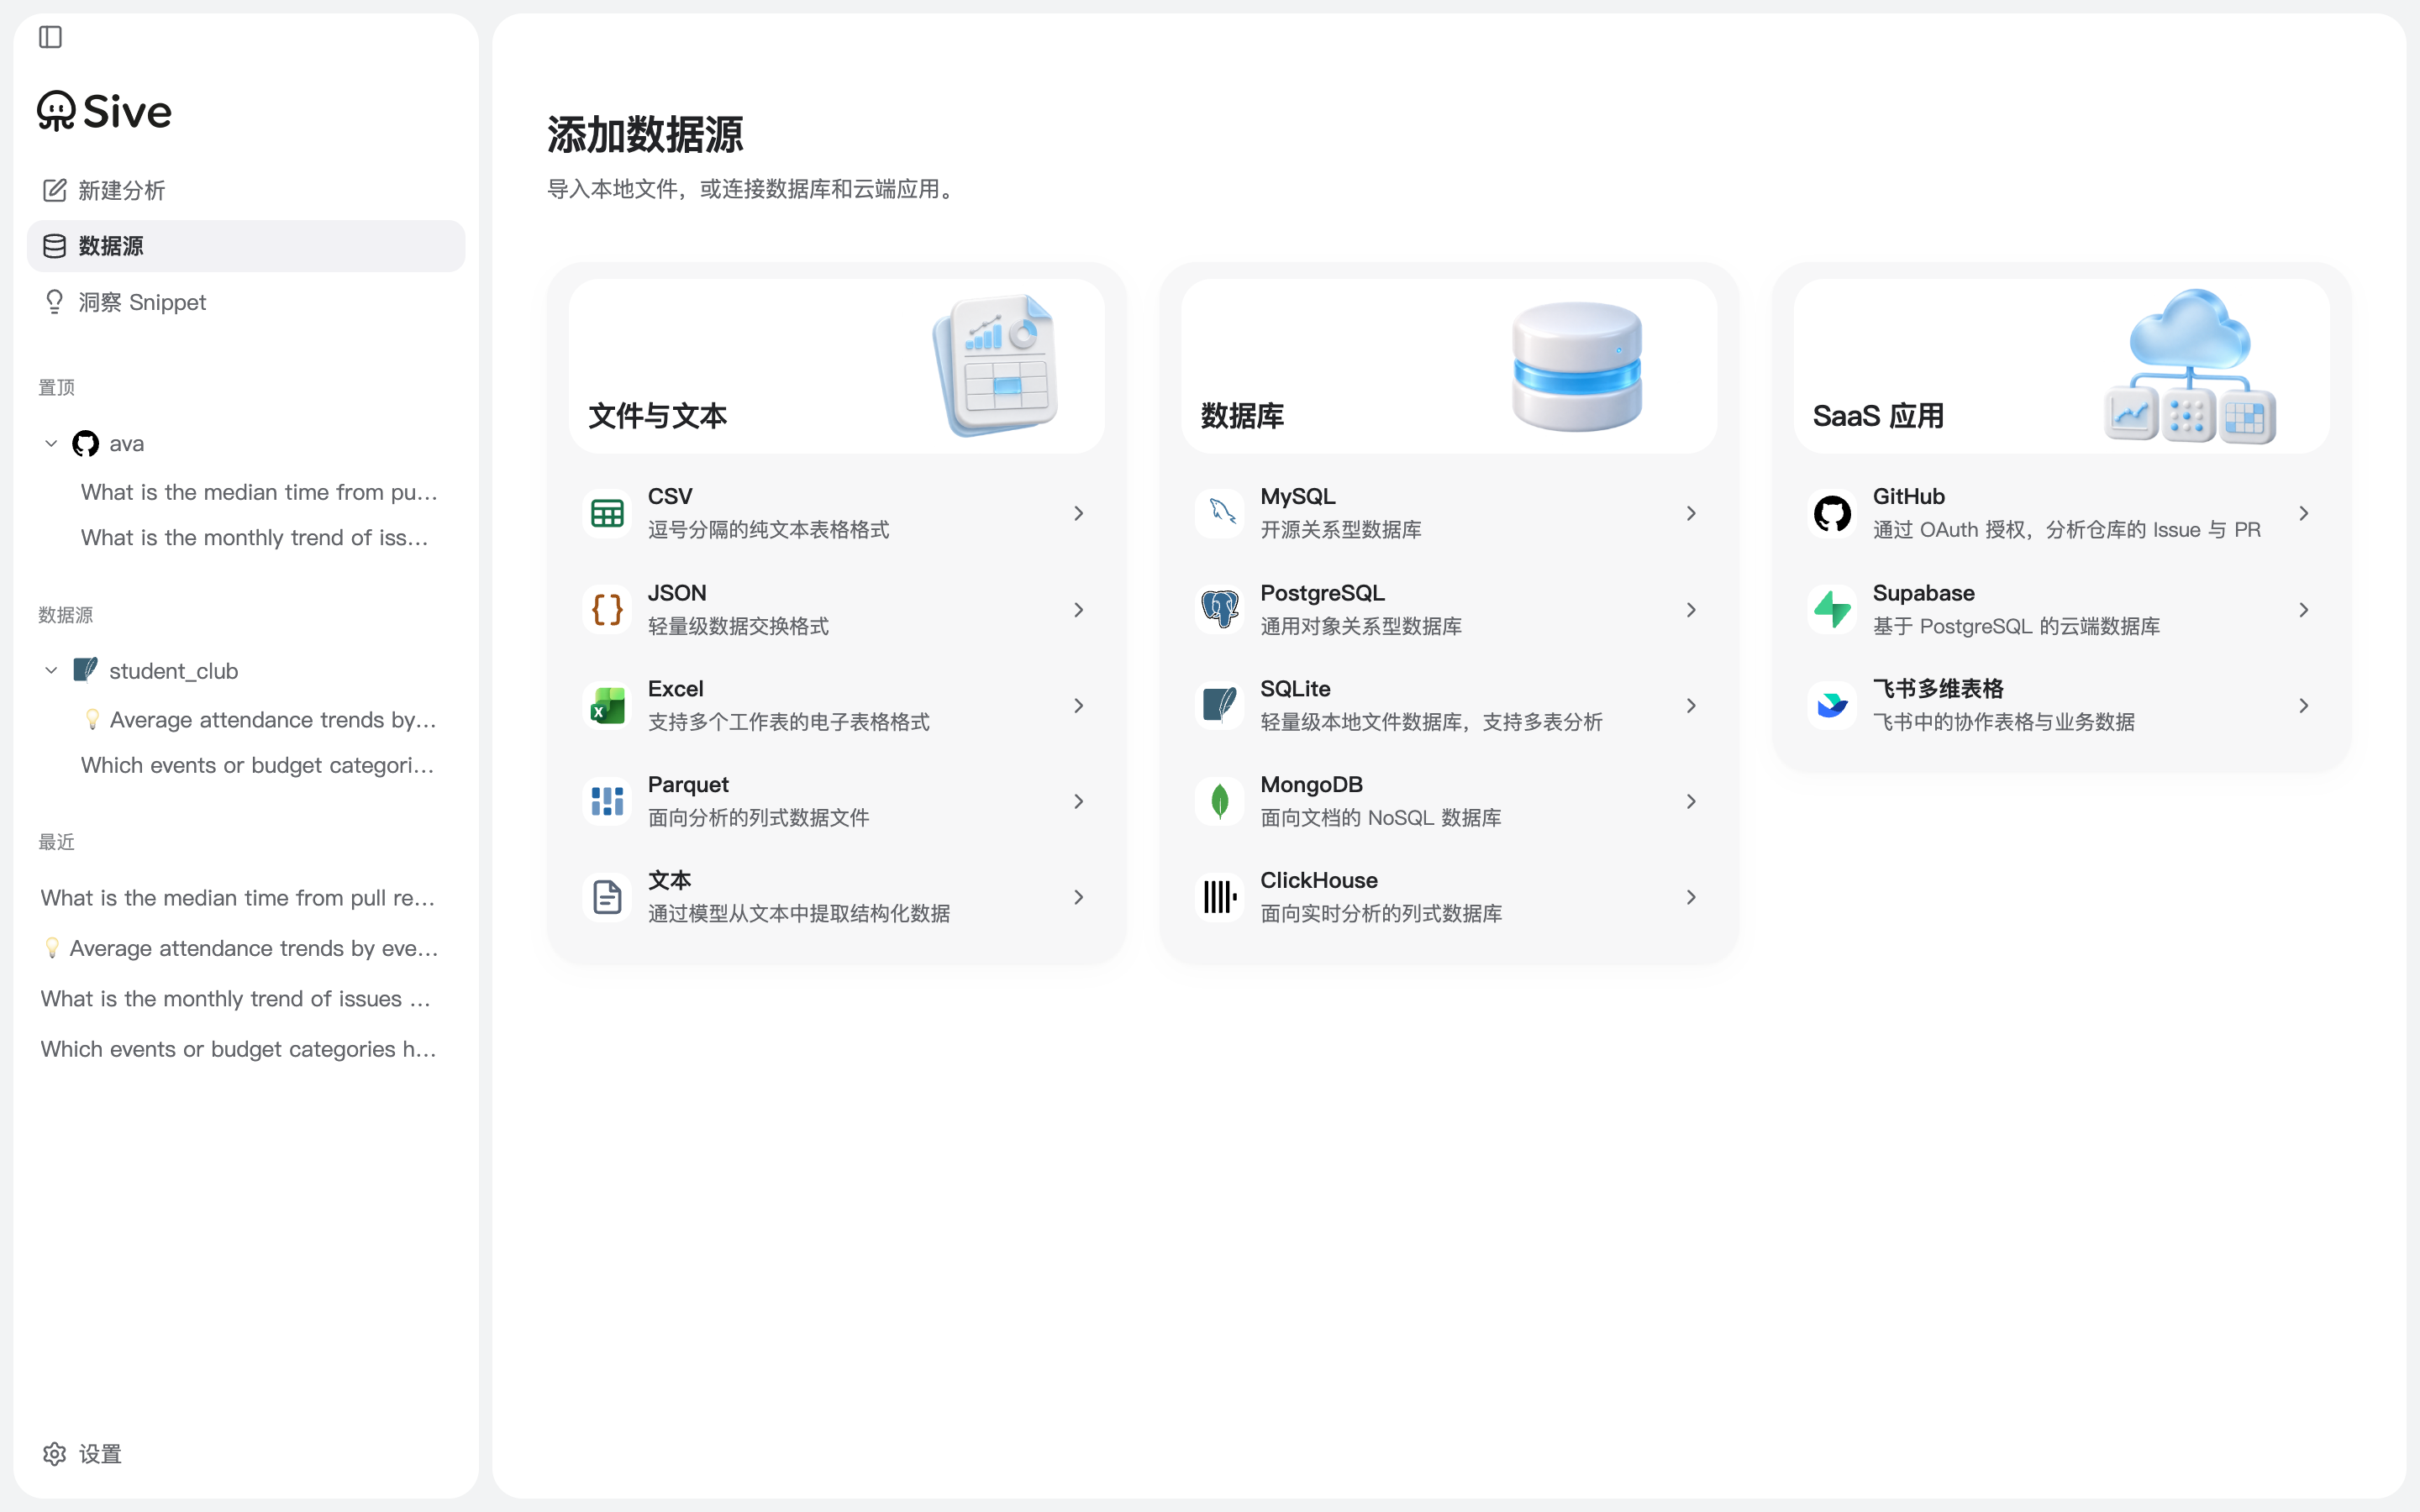 Sive
新建分析
数据源
洞察 Snippet
置顶
ava
What is the median time from pu...
What is the monthly trend of iss...
数据源
student_club
Average attendance trends by...
Which events or budget categori...
最近
What is the median time from pull re...
Average attendance trends by eve...
What is the monthly trend of issues ...
Which events or budget categories h...
设置
添加数据源
导入本地文件，或连接数据库和云端应用。
文件与文本
CSV
逗号分隔的纯文本表格格式
JSON
轻量级数据交换格式
Excel
支持多个工作表的电子表格格式
Parquet
面向分析的列式数据文件
文本
通过模型从文本中提取结构化数据
数据库
MySQL
开源关系型数据库
PostgreSQL
通用对象关系型数据库
SQLite
轻量级本地文件数据库，支持多表分析
MongoDB
面向文档的 NoSQL 数据库
ClickHouse
面向实时分析的列式数据库
SaaS 应用
GitHub
通过 OAuth 授权，分析仓库的 Issue 与 PR
Supabase
基于 PostgreSQL 的云端数据库
飞书多维表格
飞书中的协作表格与业务数据